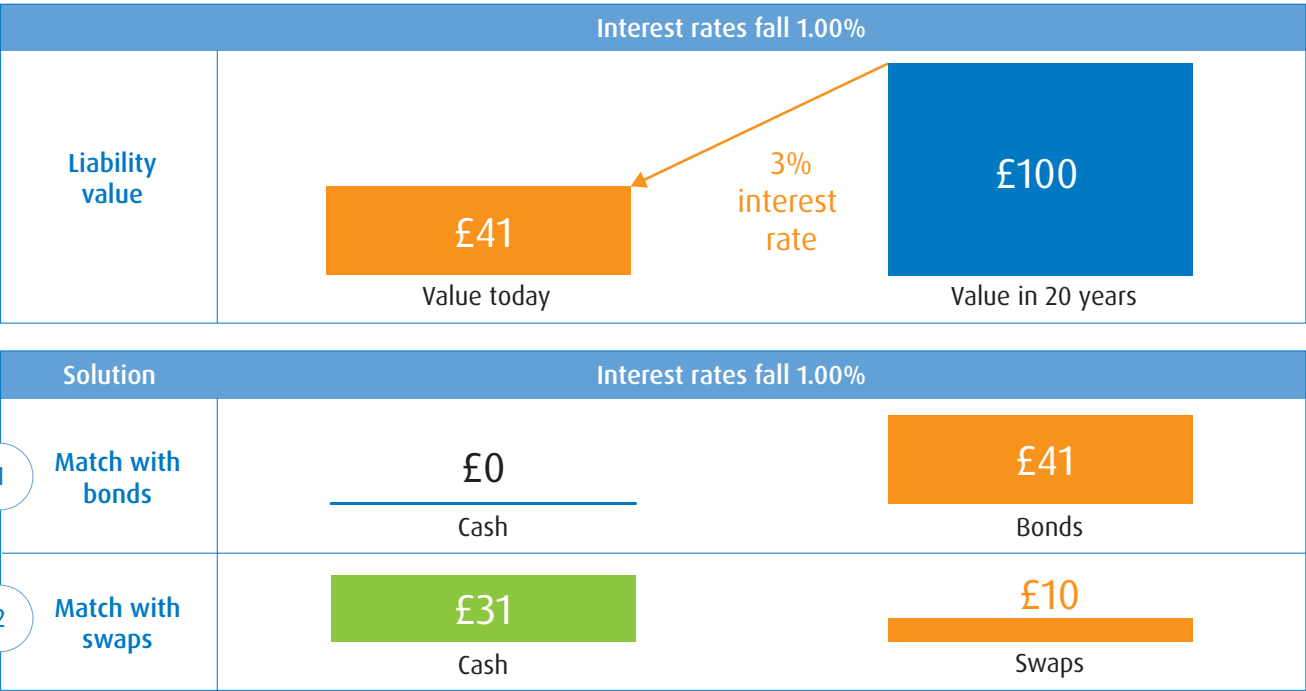 Interest rates fall 1.00%
Liability
value
£41
Value today
3%
interest
rate
£100
Value in 20 years
Solution
Interest rates fall 1.00%
1
Match with
bonds
£0
Cash
£41
Bonds
2
Match with
swaps
£31
Cash
£10
Swaps